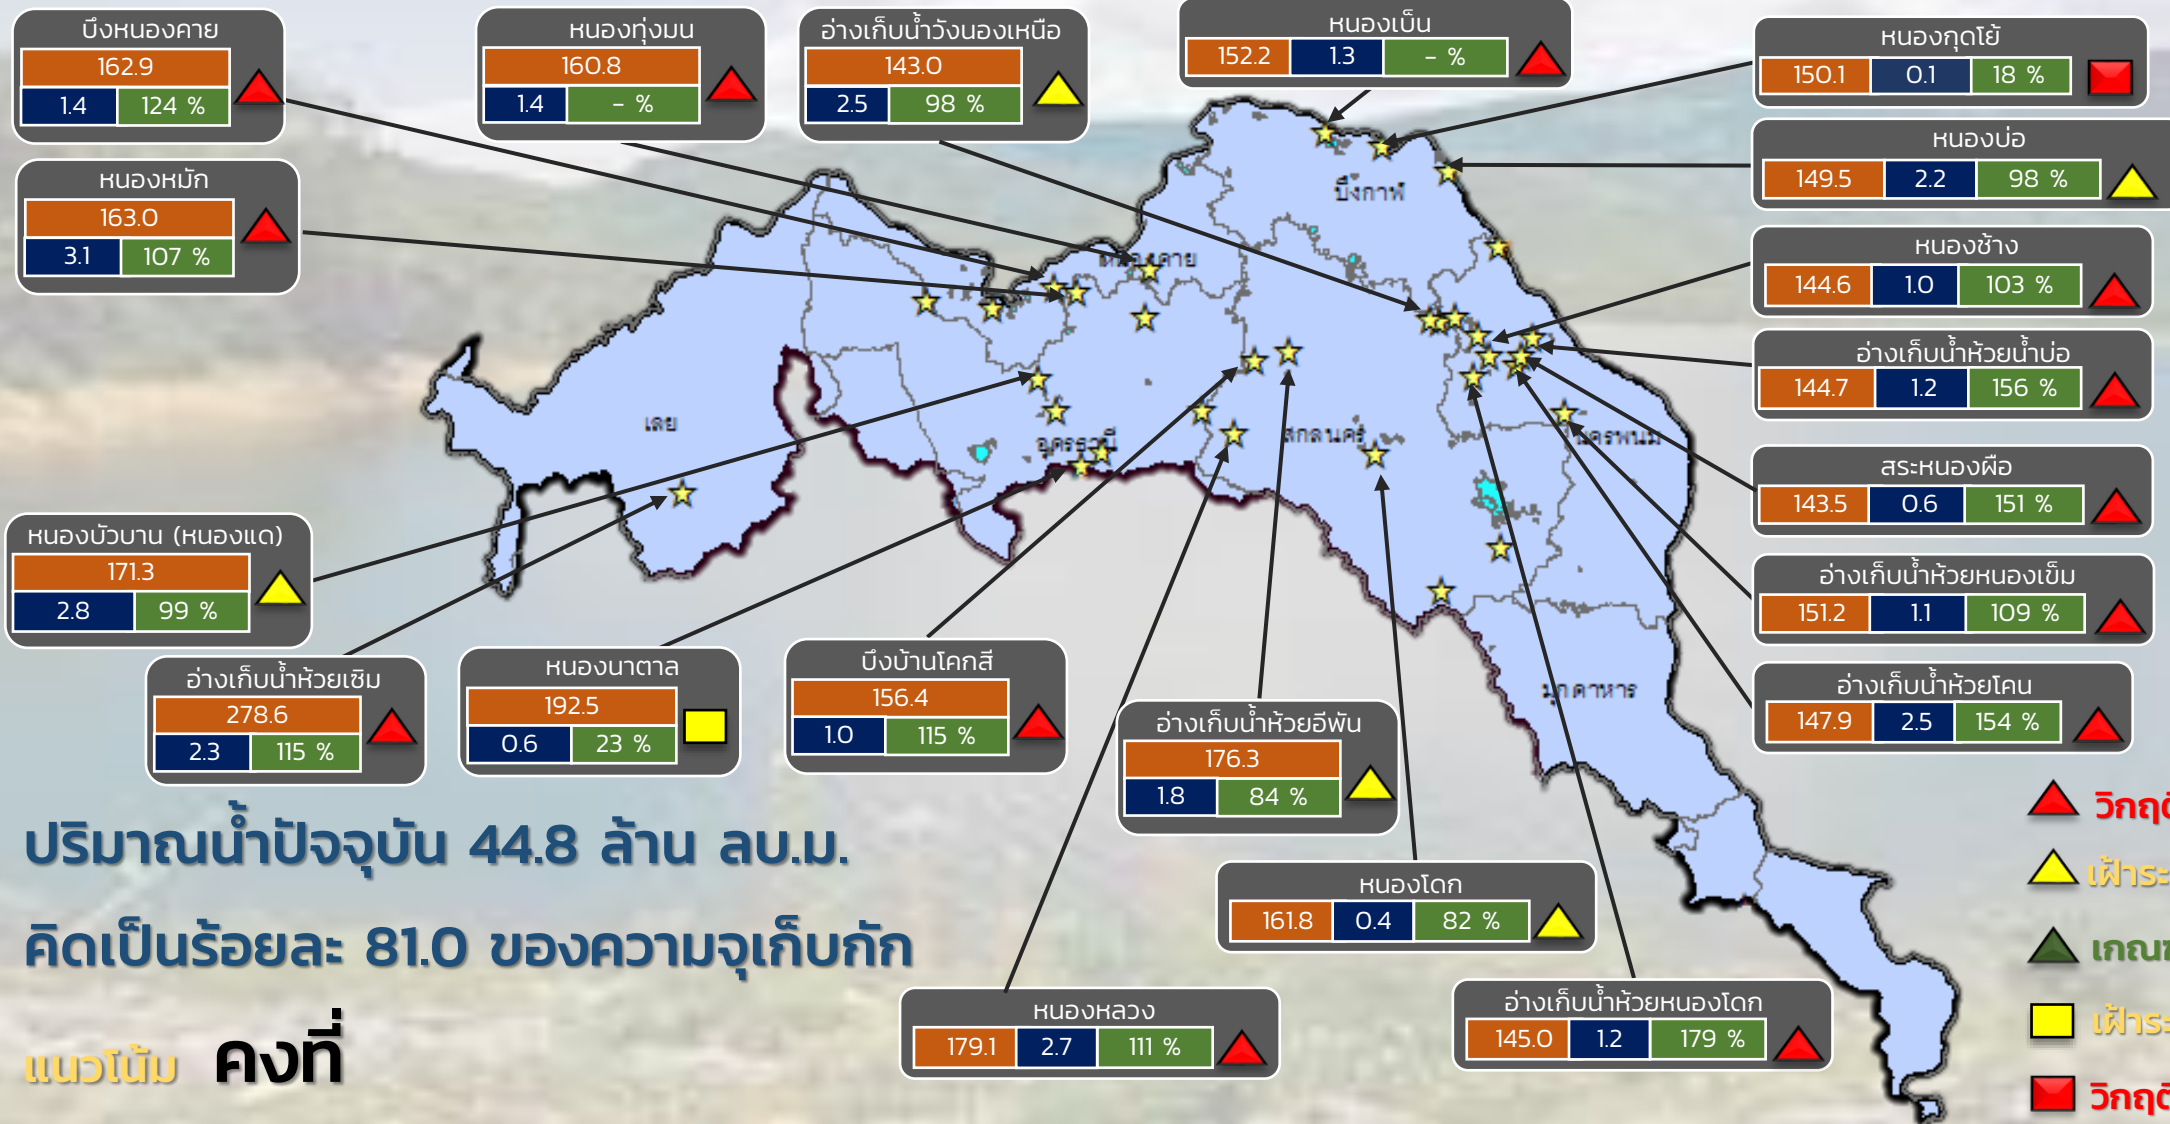 บึงหนองคาย
162.9
1.4 124 %
หนองทุ่งมน
160.8
1.4 - %
อ่างเก็บน้ำวังนองเหนือ
143.0
2.5 98 %
หนองเบ็น
152.2 1.3 - %
หนองกุดโย้
150.1 0.1 18 %
หนองหมัก
163.0
3.1 107 %
หนองบ่อ
149.5 2.2 98 %
หนองช้าง
144.6 1.0 103 %
อ่างเก็บน้ำห้วยน้ำบ่อ
144.7 1.2 156 %
สระหนองผือ
143.5 0.6 151 %
อ่างเก็บน้ำห้วยหนองเข็ม
151.2 1.1 109 %
อ่างเก็บน้ำห้วยโคน
147.9 2.5 154 %
บึงกาฬ
หนองคาย
เลย
อุดรธานี
สกลนคร
นครพนม
มุกดาหาร
หนองบัวบาน (หนองแด)
171.3
2.8 99 %
อ่างเก็บน้ำห้วยเซิม
278.6
2.3 115 %
หนองนาตาล
192.5
0.6 23 %
บึงบ้านโคกสี
156.4
1.0 115 %
อ่างเก็บน้ำห้วยอีพัน
176.3
1.8 84 %
หนองโดก
161.8 0.4 82 %
หนองหลวง
179.1 2.7 111 %
อ่างเก็บน้ำห้วยหนองโดก
145.0 1.2 179 %
ปริมาณน้ำปัจจุบัน 44.8 ล้าน ลบ.ม.
คิดเป็นร้อยละ 81.0 ของความจุเก็บกัก
แนวโน้ม คงที่